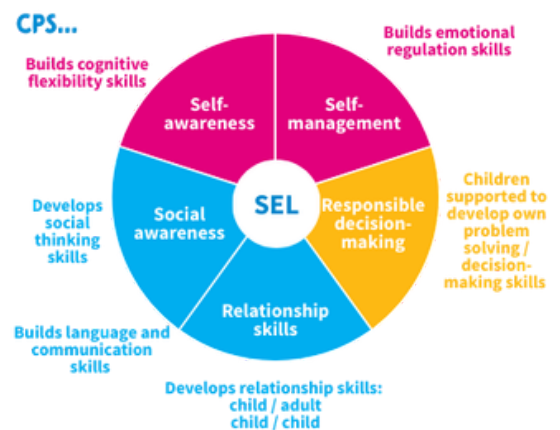 CPS...
Builds emotional
regulation skills
Builds cognitive
flexibility skills
Self-
awareness
Self-
management
Children
supported to
develop own
problem
solving /
decision-
making skills
Develops
social
thinking
skills
Social
awareness
SEL
Responsible
decision-
making
Relationship
skills
Builds language and
communication
skills
Develops relationship skills:
child / adult
child / child